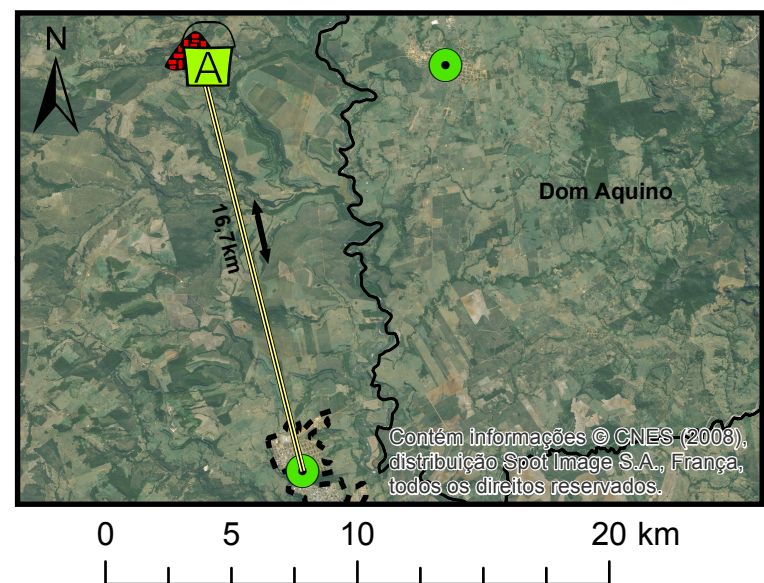 N
A
16,7km
Dom Aquino
Contém informações © CNES (2008),
distribuição Spot Image S.A., França,
todos os direitos reservados.
0 5 10 20 km